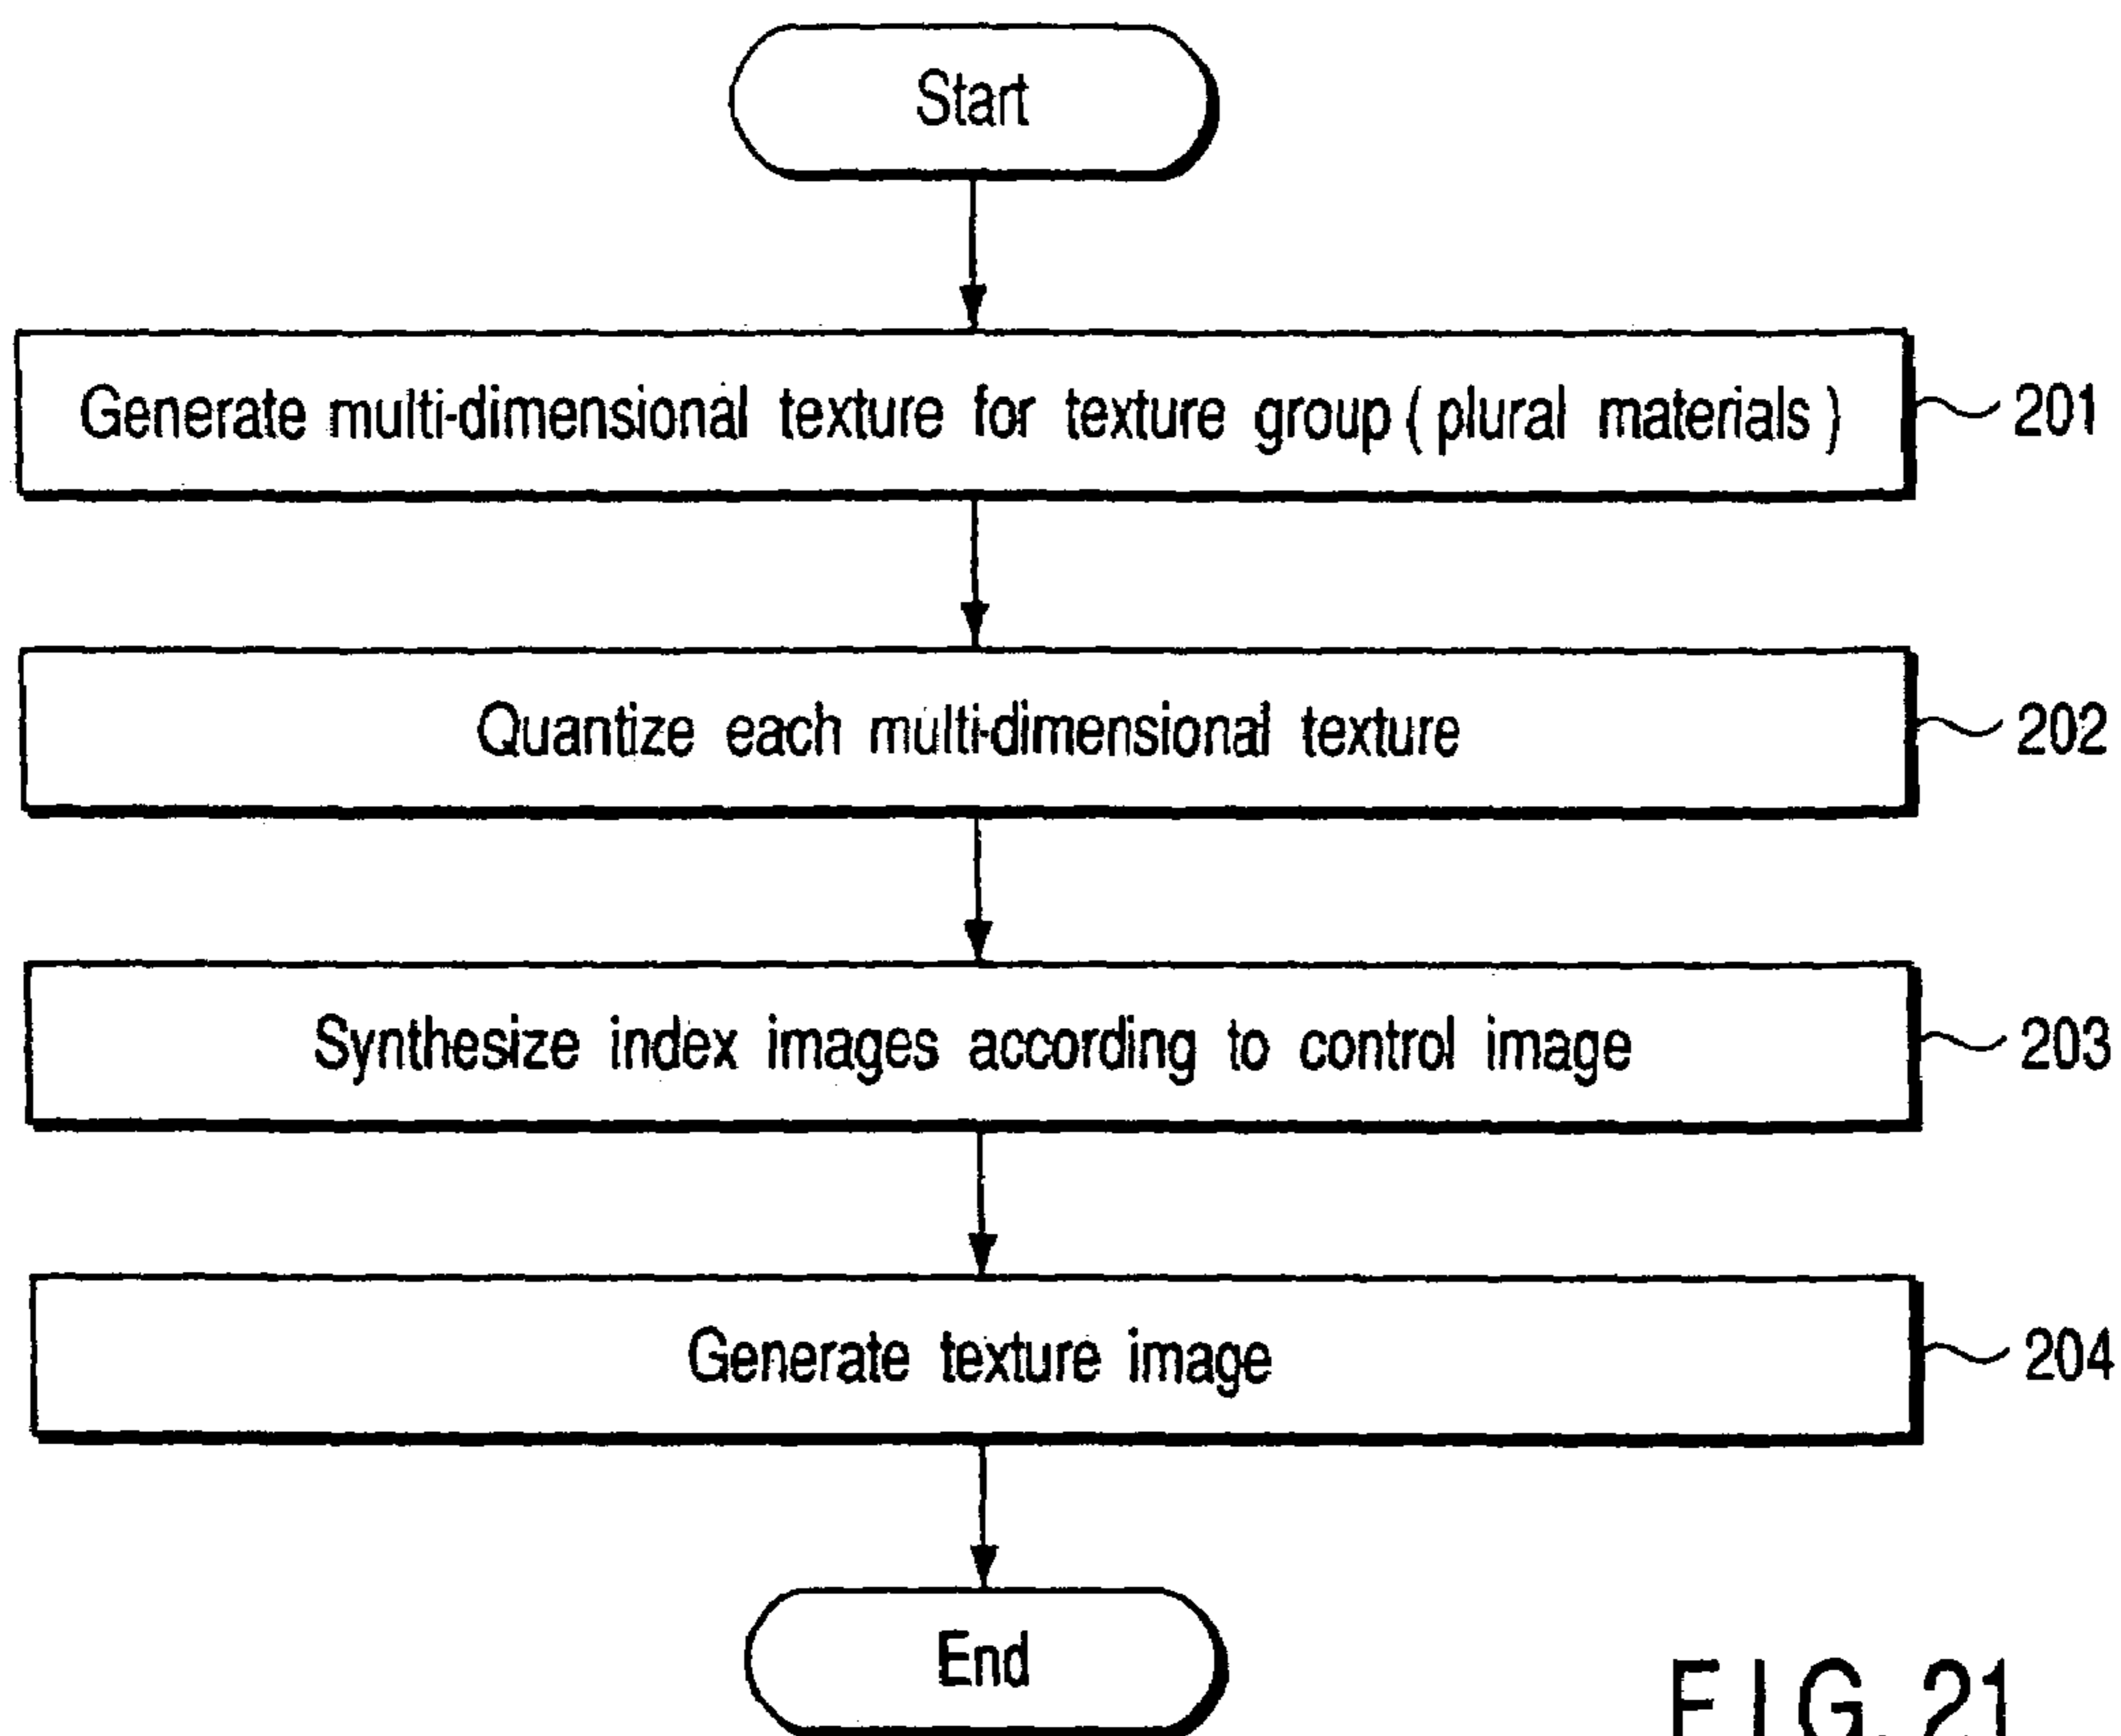 Start
Generate multi-dimensional texture for texture group (plural materials)
201
Quantize each multi-dimensional texture
202
Synthesize index images according to control image
203
Generate texture image
204
End
FIG. 21